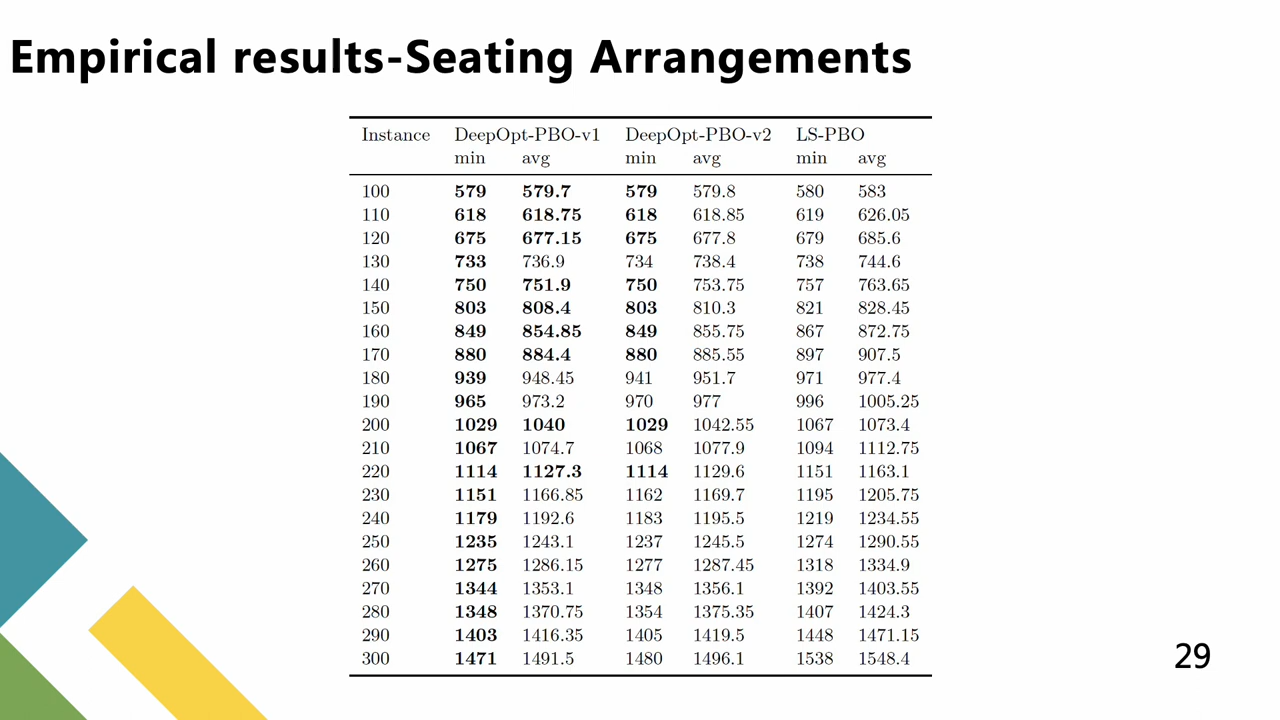 Empirical results-Seating Arrangements
Instance DeepOpt-PBO-v1 DeepOpt-PBO-v2 LS-PBO
min avg min avg min avg
100 579 579.7 579 579.8 580 583
110 618 618.75 618 618.85 619 626.05
120 675 677.15 675 677.8 679 685.6
130 733 736.9 734 738.4 738 744.6
140 750 751.9 750 753.75 757 763.65
150 803 808.4 803 810.3 821 828.45
160 849 854.85 849 855.75 867 872.75
170 880 884.4 880 885.55 897 907.5
180 939 948.45 941 951.7 971 977.4
190 965 973.2 970 977 996 1005.25
200 1029 1040 1029 1042.55 1067 1073.4
210 1067 1074.7 1068 1077.9 1094 1112.75
220 1114 1127.3 1114 1129.6 1151 1163.1
230 1151 1166.85 1162 1169.7 1195 1205.75
240 1179 1192.6 1183 1195.5 1219 1234.55
250 1235 1243.1 1237 1245.5 1274 1290.55
260 1275 1286.15 1277 1287.45 1318 1334.9
270 1344 1353.1 1348 1356.1 1392 1403.55
280 1348 1370.75 1354 1375.35 1407 1424.3
290 1403 1416.35 1405 1419.5 1448 1471.15
300 1471 1491.5 1480 1496.1 1538 1548.4
29